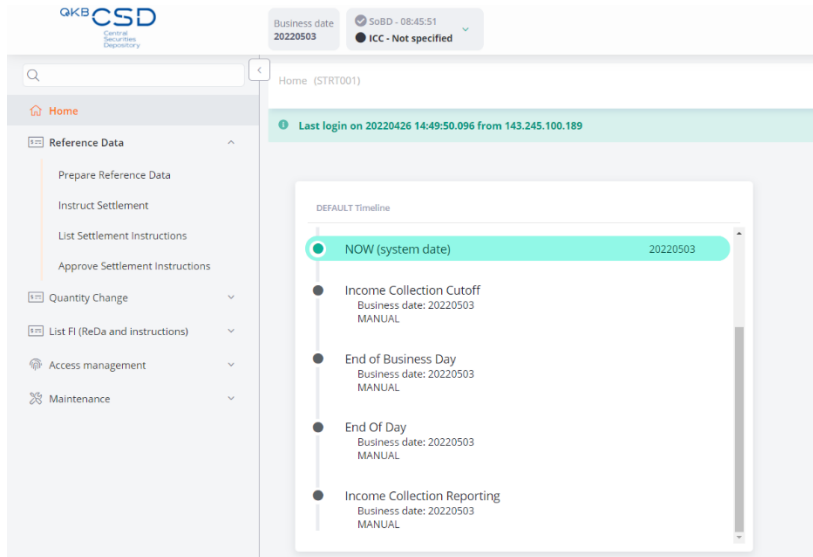 QKB CSD
Central
Securities
Depository
Business date
20220503
SoBD - 08:45:51
ICC - Not specified
Home (STRT001)
Home
Last login on 20220426 14:49:50.096 from 143.245.100.189
Reference Data
Prepare Reference Data
Instruct Settlement
List Settlement Instructions
Approve Settlement Instructions
Quantity Change
List FI (ReDa and instructions)
Access management
Maintenance
DEFAULT Timeline
NOW (system date) 20220503
Income Collection Cutoff
Business date: 20220503
MANUAL
End of Business Day
Business date: 20220503
MANUAL
End Of Day
Business date: 20220503
MANUAL
Income Collection Reporting
Business date: 20220503
MANUAL